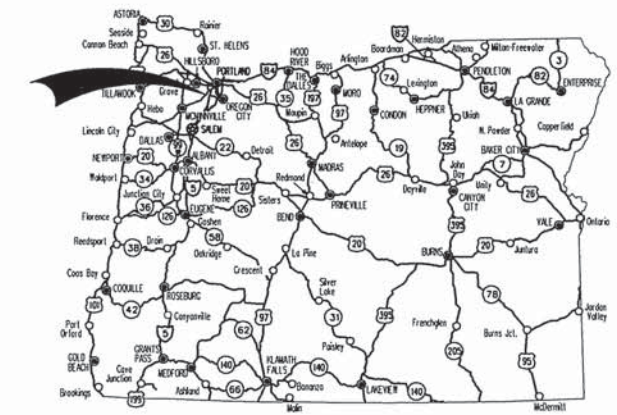 ASTORIA
30
Rainier
Seaside
Cannon Beach
26
ST. HELENS
HILLSBORO
PORTLAND
Grove
TILLAMOOK
Hebo
McMINNVILLE
OREGON CITY
84
HOOD RIVER
THE DALLES
Biggs
Arlington
Boardman
82
Hermiston
Athena
Milton-Freewater
PENDLETON
3
82
ENTERPRISE
84
LA GRANDE
26
35
197
MORO
97
Maupin
74
Lexington
HEPPNER
CONDON
Ukiah
N. Powder
Copperfield
Lincoln City
DALLAS
SALEM
99
22
Detroit
26
Antelope
19
395
BAKER CITY
NEWPORT
20
ALBANY
CORVALLIS
MADRAS
John Day
7
Waldport
34
5
Sweet Home
20
Sisters
Redmond
Dayville
Unity
26
Junction City
36
126
EUGENE
126
BEND
PRINEVILLE
CANYON CITY
Florence
Goshen
VALE
Ontario
Reedsport
38
Drain
58
Oakridge
La Pine
20
395
BURNS
20
Juntura
Crescent
Coos Bay
COQUILLE
ROSEBURG
Silver Lake
78
101
42
Canyonville
62
97
31
395
Frenchglen
Burns Jct.
Jordan Valley
Port Orford
5
Paisley
205
95
GOLD BEACH
GRANTS PASS
MEDFORD
140
KLAMATH FALLS
140
Cave Junction
Ashland
66
Bonanza
LAKEVIEW
140
Brookings
199
Malin
McDermitt